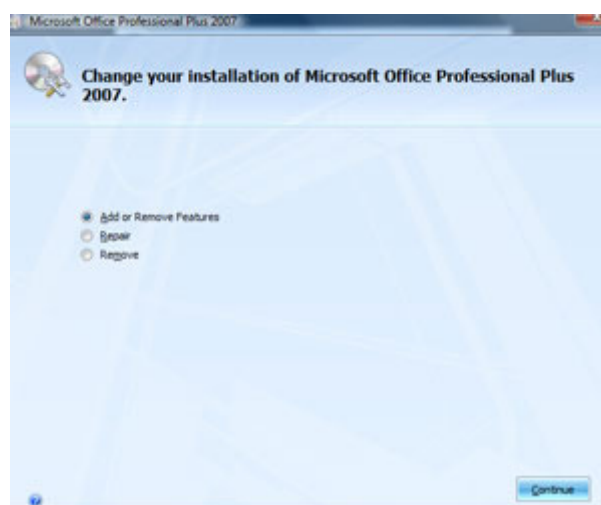 Microsoft Office Professional Plus 2007
Change your installation of Microsoft Office Professional Plus
2007.
Add or Remove Features
Repair
Remove
Continue